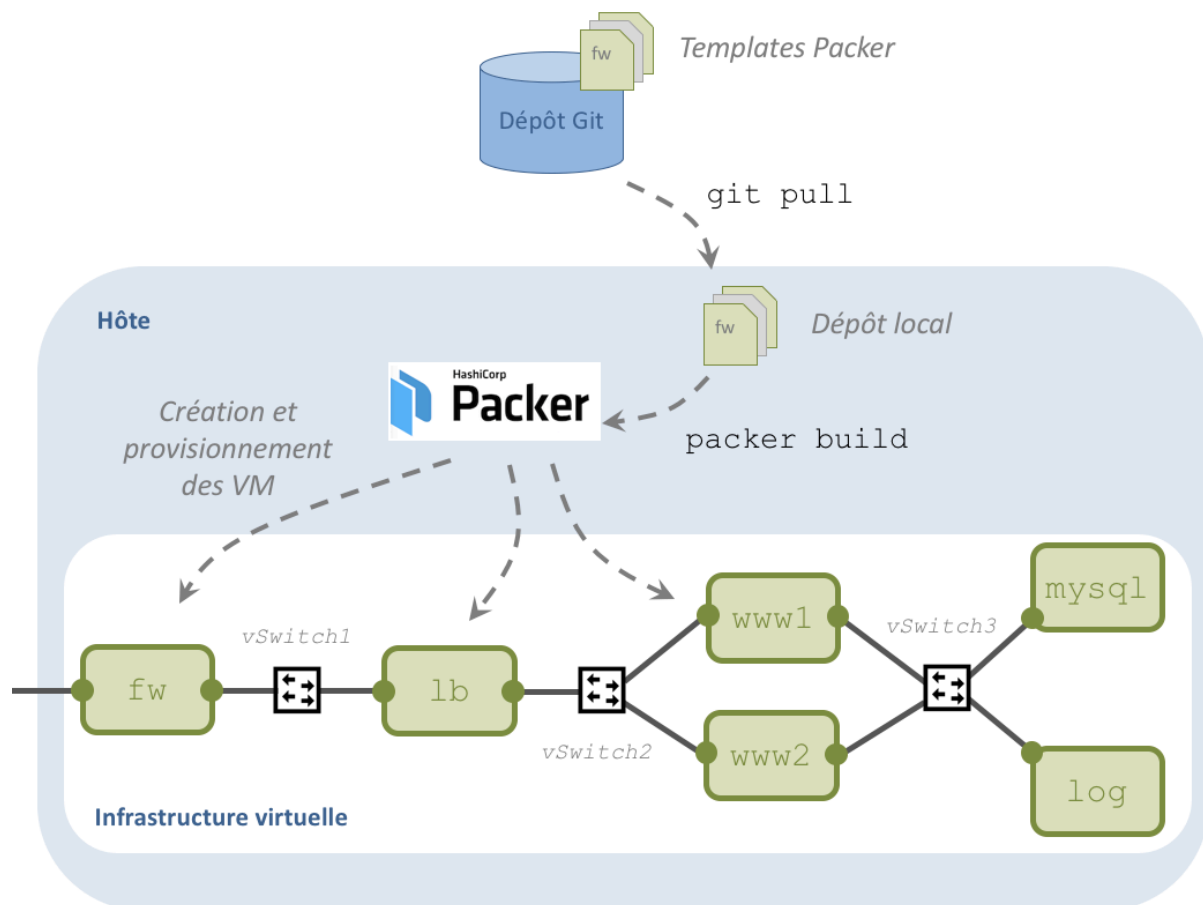 fw
Templates Packer
Dépôt Git
git pull
Hôte
fw
Dépôt local
HashiCorp
Packer
packer build
Création et
provisionnement
des VM
mysql
www1
vSwitch1
vSwitch3
fw
lb
vSwitch2
www2
log
Infrastructure virtuelle